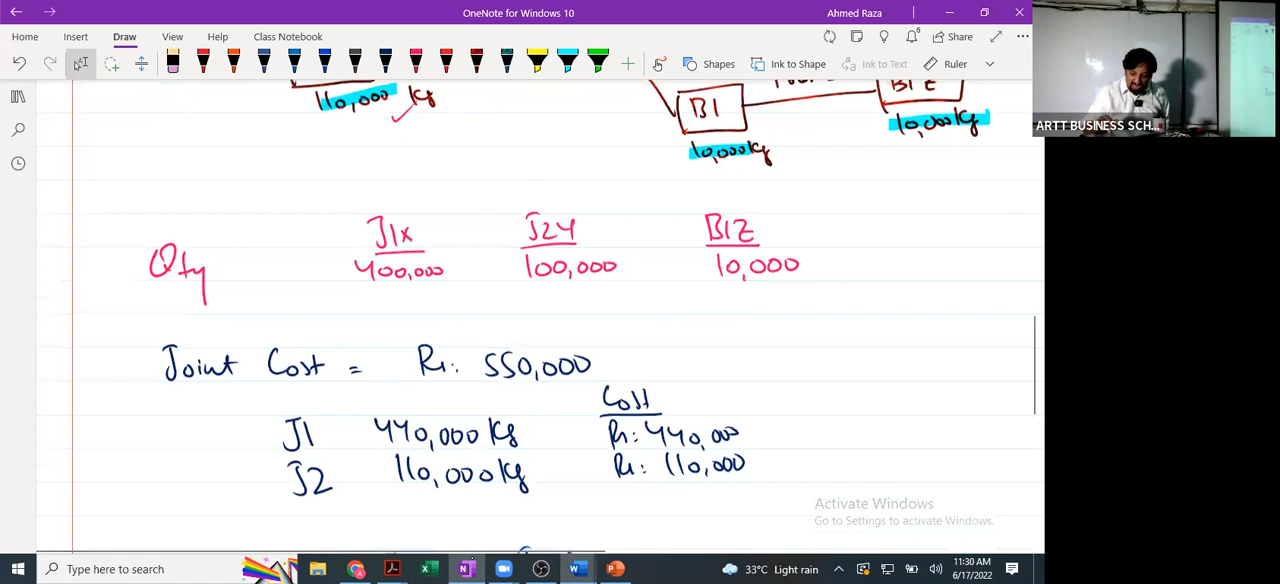 OneNote for Windows 10
Ahmed Raza
Home Insert Draw View Help Class Notebook
Shapes Ink to Shape Ink to Text Ruler
Share
ARTT BUSINESS SCH...
110,000 Kg
B1
10,000 Kg
B1Z
10,000 Kg
J1X J2Y B1Z
Qty 400,000 100,000 10,000
Joint Cost = Rs: 550,000
Cost
J1 440,000 Kg Rs: 440,000
J2 110,000 Kg Rs: 110,000
Activate Windows
Go to Settings to activate Windows.
Type here to search
33°C Light rain
11:30 AM
6/17/2022